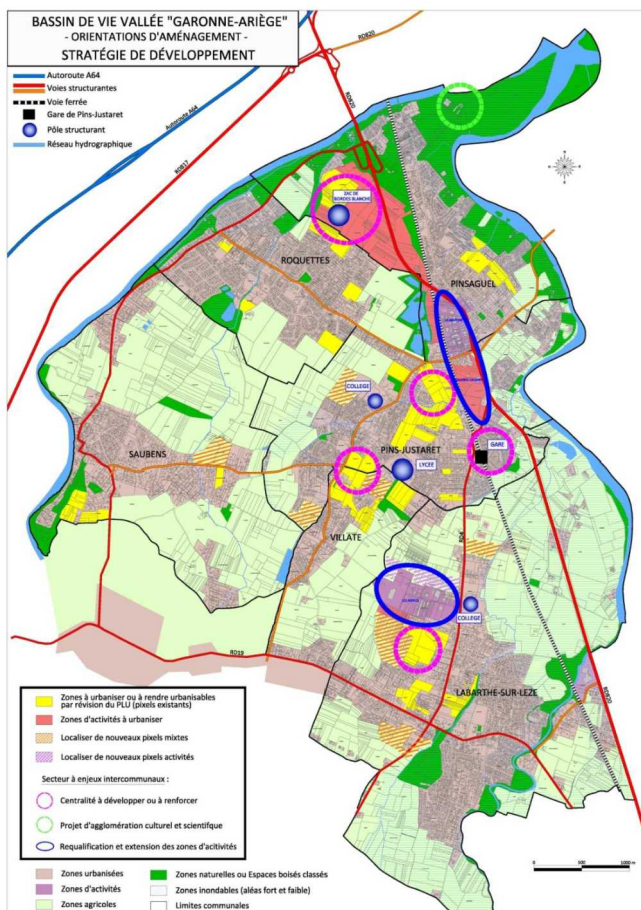 BASSIN DE VIE VALLÉE "GARONNE-ARIÈGE"
- ORIENTATIONS D'AMÉNAGEMENT -
STRATÉGIE DE DÉVELOPPEMENT
Autoroute A64
Voies structurantes
Voie ferrée
Gare de Pins-Justaret
Pôle structurant
Réseau hydrographique
RD820
Autoroute A64
RD817
RD820
ZAC DE
BORDES BLANCHE
ROQUETTES
PINSAGUEL
COLLEGE
GARE
SAUBENS
PINS-JUSTARET
LYCEE
VILLATE
COLLEGE
RD19
LABARTHE-SUR-LEZE
RD820
Zones à urbaniser ou à rendre urbanisables
par révision du PLU (pixels existants)
Zones d'activités à urbaniser
Localiser de nouveaux pixels mixtes
Localiser de nouveaux pixels activités
Secteur à enjeux intercommunaux :
Centralité à développer ou à renforcer
Projet d'agglomération culturel et scientifque
Requalification et extension des zones d'acitivités
Zones urbanisées
Zones d'activités
Zones agricoles
Zones naturelles ou Espaces boisés classés
Zones inondables (aléas fort et faible)
Limites communales
0 500 1000 m